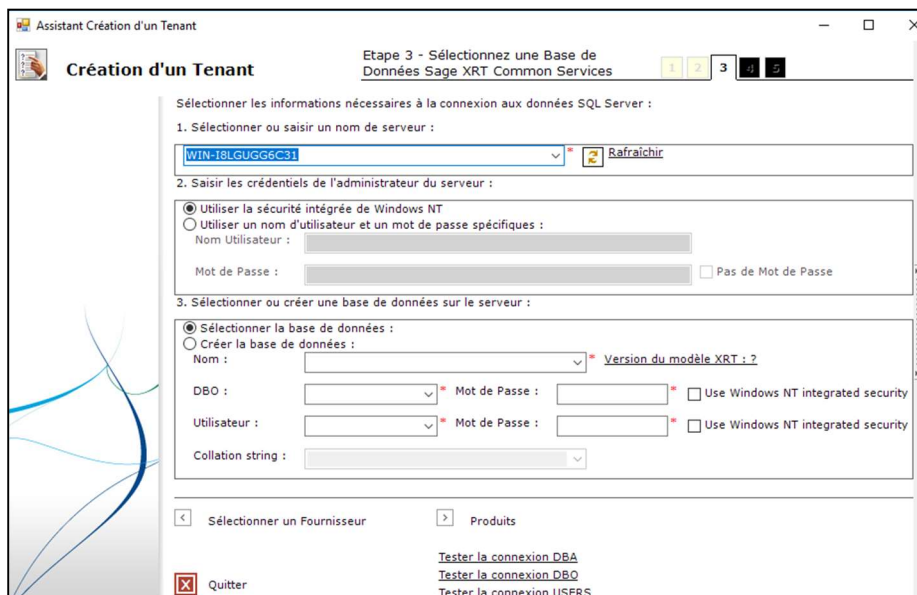 Assistant Création d'un Tenant
Création d'un Tenant
Etape 3 - Sélectionnez une Base de
Données Sage XRT Common Services
1 2 3 4 5
Sélectionner les informations nécessaires à la connexion aux données SQL Server :
1. Sélectionner ou saisir un nom de serveur :
WIN-I8LGUGG6C31 * Rafraîchir
2. Saisir les crédentiels de l'administrateur du serveur :
Utiliser la sécurité intégrée de Windows NT
Utiliser un nom d'utilisateur et un mot de passe spécifiques :
Nom Utilisateur :
Mot de Passe : Pas de Mot de Passe
3. Sélectionner ou créer une base de données sur le serveur :
Sélectionner la base de données :
Créer la base de données :
Nom : * Version du modèle XRT : ?
DBO : * Mot de Passe : * Use Windows NT integrated security
Utilisateur : * Mot de Passe : * Use Windows NT integrated security
Collation string :
< Sélectionner un Fournisseur > Produits
Tester la connexion DBA
Tester la connexion DBO
X Quitter
Tester la connexion USERS